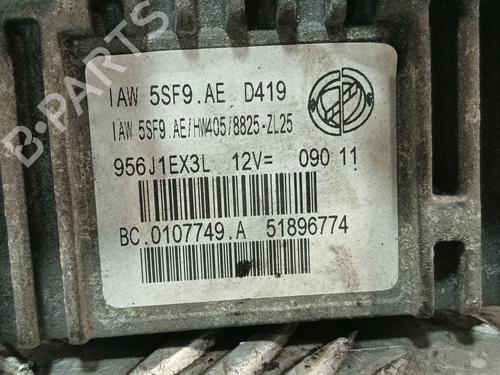 B-PARTS
IAW 5SF9.AE D419
IAW 5SF9.AE/HW405/8825-ZL25
956J1EX3L 12V= 090 11
BC.0107749.A 51896774